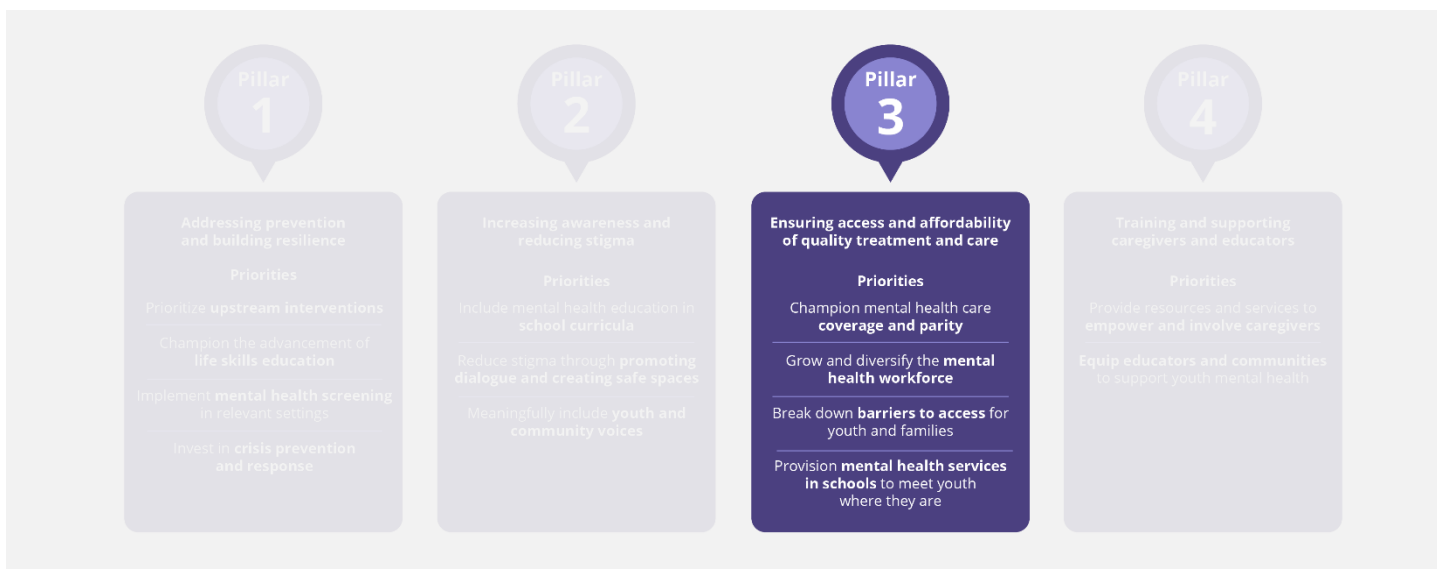 Pillar
1
Addressing prevention
and building resilience
Priorities
Prioritize upstream interventions
Champion the advancement of
life skills education
Implement mental health screening
in relevant settings
Invest in crisis prevention
and response
Pillar
2
Increasing awareness and
reducing stigma
Priorities
Include mental health education in
school curricula
Reduce stigma through promoting
dialogue and creating safe spaces
Meaningfully include youth and
community voices
Pillar
3
Ensuring access and affordability
of quality treatment and care
Priorities
Champion mental health care
coverage and parity
Grow and diversify the mental
health workforce
Break down barriers to access for
youth and families
Provision mental health services
in schools to meet youth
where they are
Pillar
4
Training and supporting
caregivers and educators
Priorities
Provide resources and services to
empower and involve caregivers
Equip educators and communities
to support youth mental health